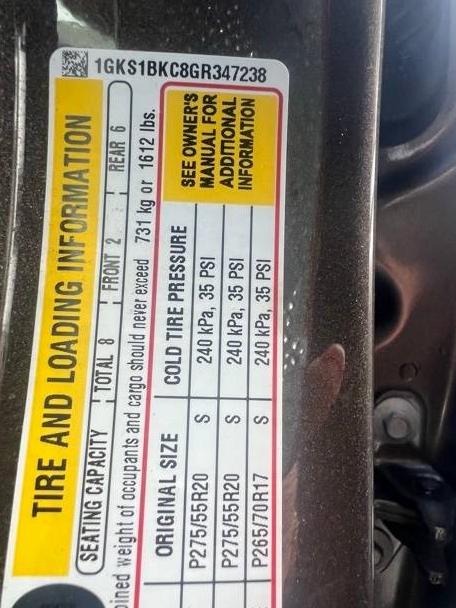 1GKS1BKC8GR347238
TIRE AND LOADING INFORMATION
SEATING CAPACITY TOTAL 8 FRONT 2 REAR 6
weight of occupants and cargo should never exceed 731 kg or 1612 lbs.
ORIGINAL SIZE COLD TIRE PRESSURE
P275/55R20 S 240 kPa, 35 PSI
P275/55R20 S 240 kPa, 35 PSI
P265/70R17 S 240 kPa, 35 PSI
SEE OWNER'S
MANUAL FOR
ADDITIONAL
INFORMATION